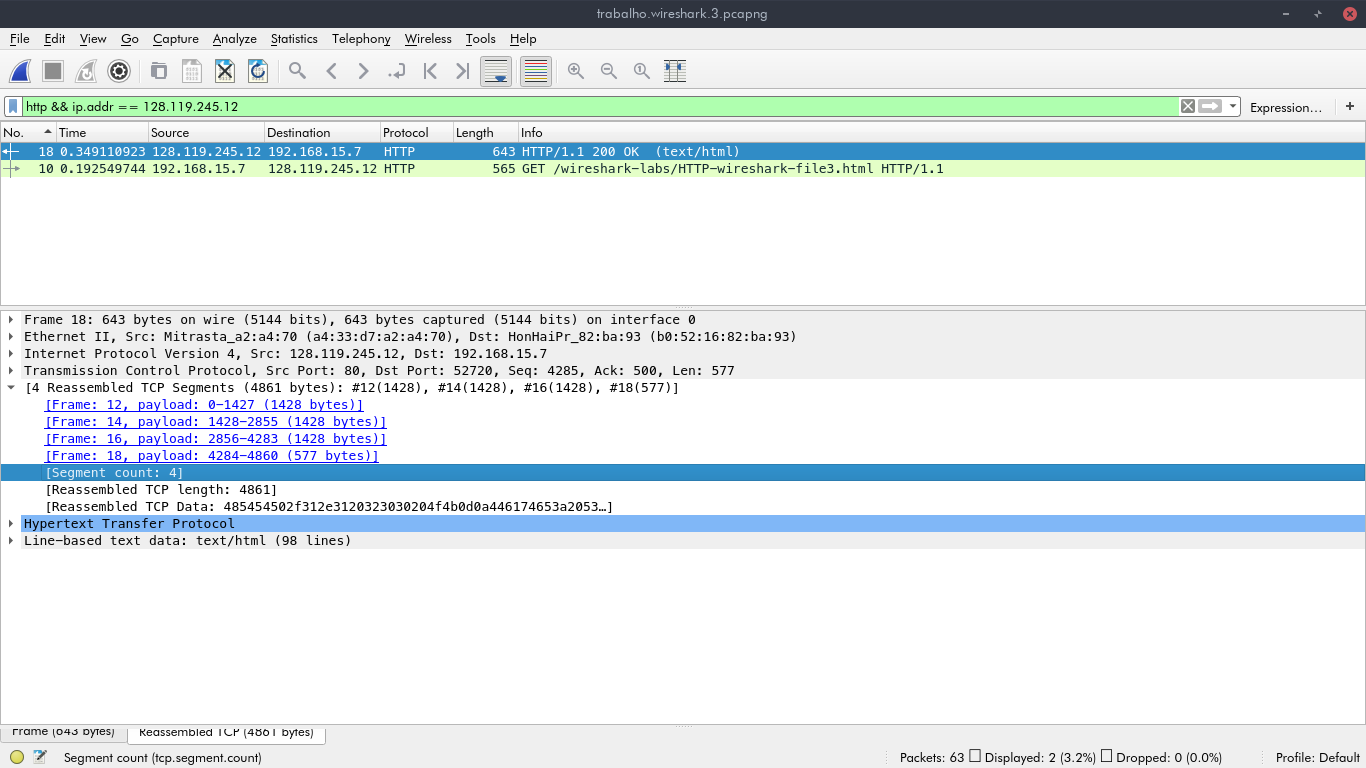 trabalho.wireshark.3.pcapng
File Edit View Go Capture Analyze Statistics Telephony Wireless Tools Help
http && ip.addr == 128.119.245.12 Expression… +
No. Time Source Destination Protocol Length Info
18 0.349110923 128.119.245.12 192.168.15.7 HTTP 643 HTTP/1.1 200 OK (text/html)
10 0.192549744 192.168.15.7 128.119.245.12 HTTP 565 GET /wireshark-labs/HTTP-wireshark-file3.html HTTP/1.1
Frame 18: 643 bytes on wire (5144 bits), 643 bytes captured (5144 bits) on interface 0
Ethernet II, Src: Mitrasta_a2:a4:70 (a4:33:d7:a2:a4:70), Dst: HonHaiPr_82:ba:93 (b0:52:16:82:ba:93)
Internet Protocol Version 4, Src: 128.119.245.12, Dst: 192.168.15.7
Transmission Control Protocol, Src Port: 80, Dst Port: 52720, Seq: 4285, Ack: 500, Len: 577
[4 Reassembled TCP Segments (4861 bytes): #12(1428), #14(1428), #16(1428), #18(577)]
[Frame: 12, payload: 0-1427 (1428 bytes)]
[Frame: 14, payload: 1428-2855 (1428 bytes)]
[Frame: 16, payload: 2856-4283 (1428 bytes)]
[Frame: 18, payload: 4284-4860 (577 bytes)]
[Segment count: 4]
[Reassembled TCP length: 4861]
[Reassembled TCP Data: 485454502f312e3120323030204f4b0d0a446174653a2053…]
Hypertext Transfer Protocol
Line-based text data: text/html (98 lines)
Frame (643 bytes) Reassembled TCP (4861 bytes)
Segment count (tcp.segment.count) Packets: 63 Displayed: 2 (3.2%) Dropped: 0 (0.0%) Profile: Default